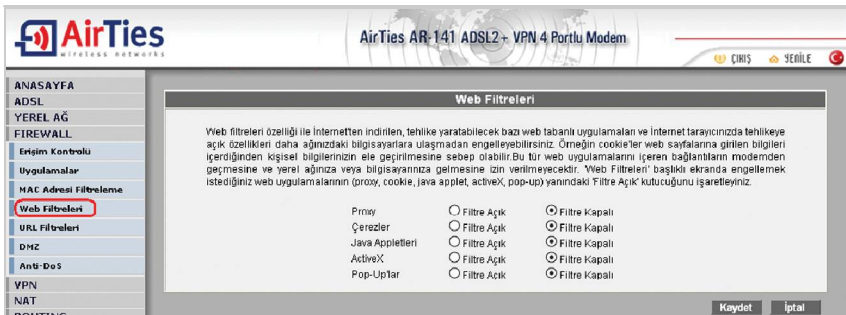 AirTies
wireless networks
AirTies AR-141 ADSL2+ VPN 4 Portlu Modem
ÇIKIŞ
YENİLE
ANASAYFA
ADSL
YEREL AĞ
FIREWALL
Erişim Kontrolü
Uygulamalar
MAC Adresi Filtreleme
Web Filtreleri
URL Filtreleri
DMZ
Anti-DoS
VPN
NAT
ROUTING
Web Filtreleri
Web filtreleri özelliği ile İnternet'ten indirilen, tehlike yaratabilecek bazı web tabanlı uygulamaları ve İnternet tarayıcınızda tehlikeye
açık özellikleri daha ağınızdaki bilgisayarlara ulaşmadan engelleyebilirsiniz. Örneğin cookie'ler web sayfalarına girilen bilgileri
içerdiğinden kişisel bilgilerinizin ele geçirilmesine sebep olabilir.Bu tür web uygulamalarını içeren bağlantıların modemden
geçmesine ve yerel ağınıza veya bilgisayarınıza gelmesine izin verilmeyecektir. 'Web Filtreleri' başlıklı ekranda engellemek
istediğiniz web uygulamalarının (proxy, cookie, java applet, activeX, pop-up) yanındaki 'Filtre Açık' kutucuğunu işaretleyiniz.
Proxy Filtre Açık Filtre Kapalı
Çerezler Filtre Açık Filtre Kapalı
Java Appletleri Filtre Açık Filtre Kapalı
ActiveX Filtre Açık Filtre Kapalı
Pop-Up'lar Filtre Açık Filtre Kapalı
Kaydet İptal